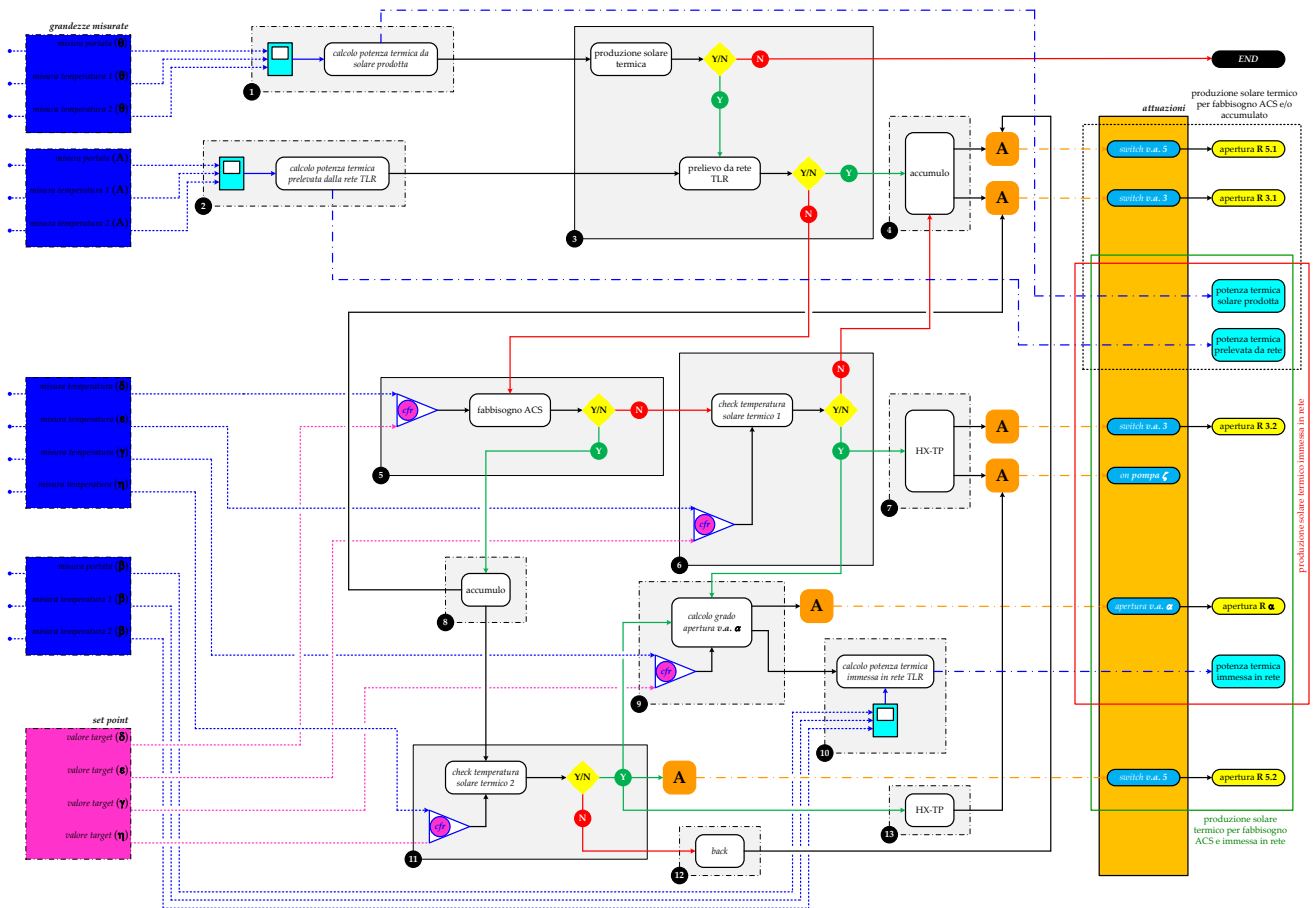 grandezze misurate
misura portata (θ)
misura temperatura 1 (θ)
misura temperatura 2 (θ)
calcolo potenza termica da
solare prodotta
1
produzione solare
termica
Y/N
N
Y
END
misura portata (A)
misura temperatura 1 (A)
misura temperatura 2 (A)
calcolo potenza termica
prelevata dalla rete TLR
2
prelievo da rete
TLR
Y/N
Y
N
3
accumulo
4
A
A
attuazioni
produzione solare termico
per fabbisogno ACS e/o
accumulato
switch v.a. 5
apertura R 5.1
switch v.a. 3
apertura R 3.1
potenza termica
solare prodotta
potenza termica
prelevata da rete
misura temperatura (δ)
misura temperatura (ε)
misura temperatura (γ)
misura temperatura (η)
cfr
fabbisogno ACS
Y/N
N
Y
5
check temperatura
solare termico 1
Y/N
N
Y
cfr
6
HX-TP
7
A
A
switch v.a. 3
apertura R 3.2
on pompa ζ
produzione solare termico immessa in rete
misura portata (β)
misura temperatura 1 (β)
misura temperatura 2 (β)
accumulo
8
calcolo grado
apertura v.a. α
cfr
9
A
apertura v.a. α
apertura R α
calcolo potenza termica
immessa in rete TLR
10
potenza termica
immessa in rete
set point
valore target (δ)
valore target (ε)
valore target (γ)
valore target (η)
check temperatura
solare termico 2
Y/N
Y
N
cfr
11
A
switch v.a. 5
apertura R 5.2
HX-TP
13
back
12
produzione solare
termico per fabbisogno
ACS e immessa in rete